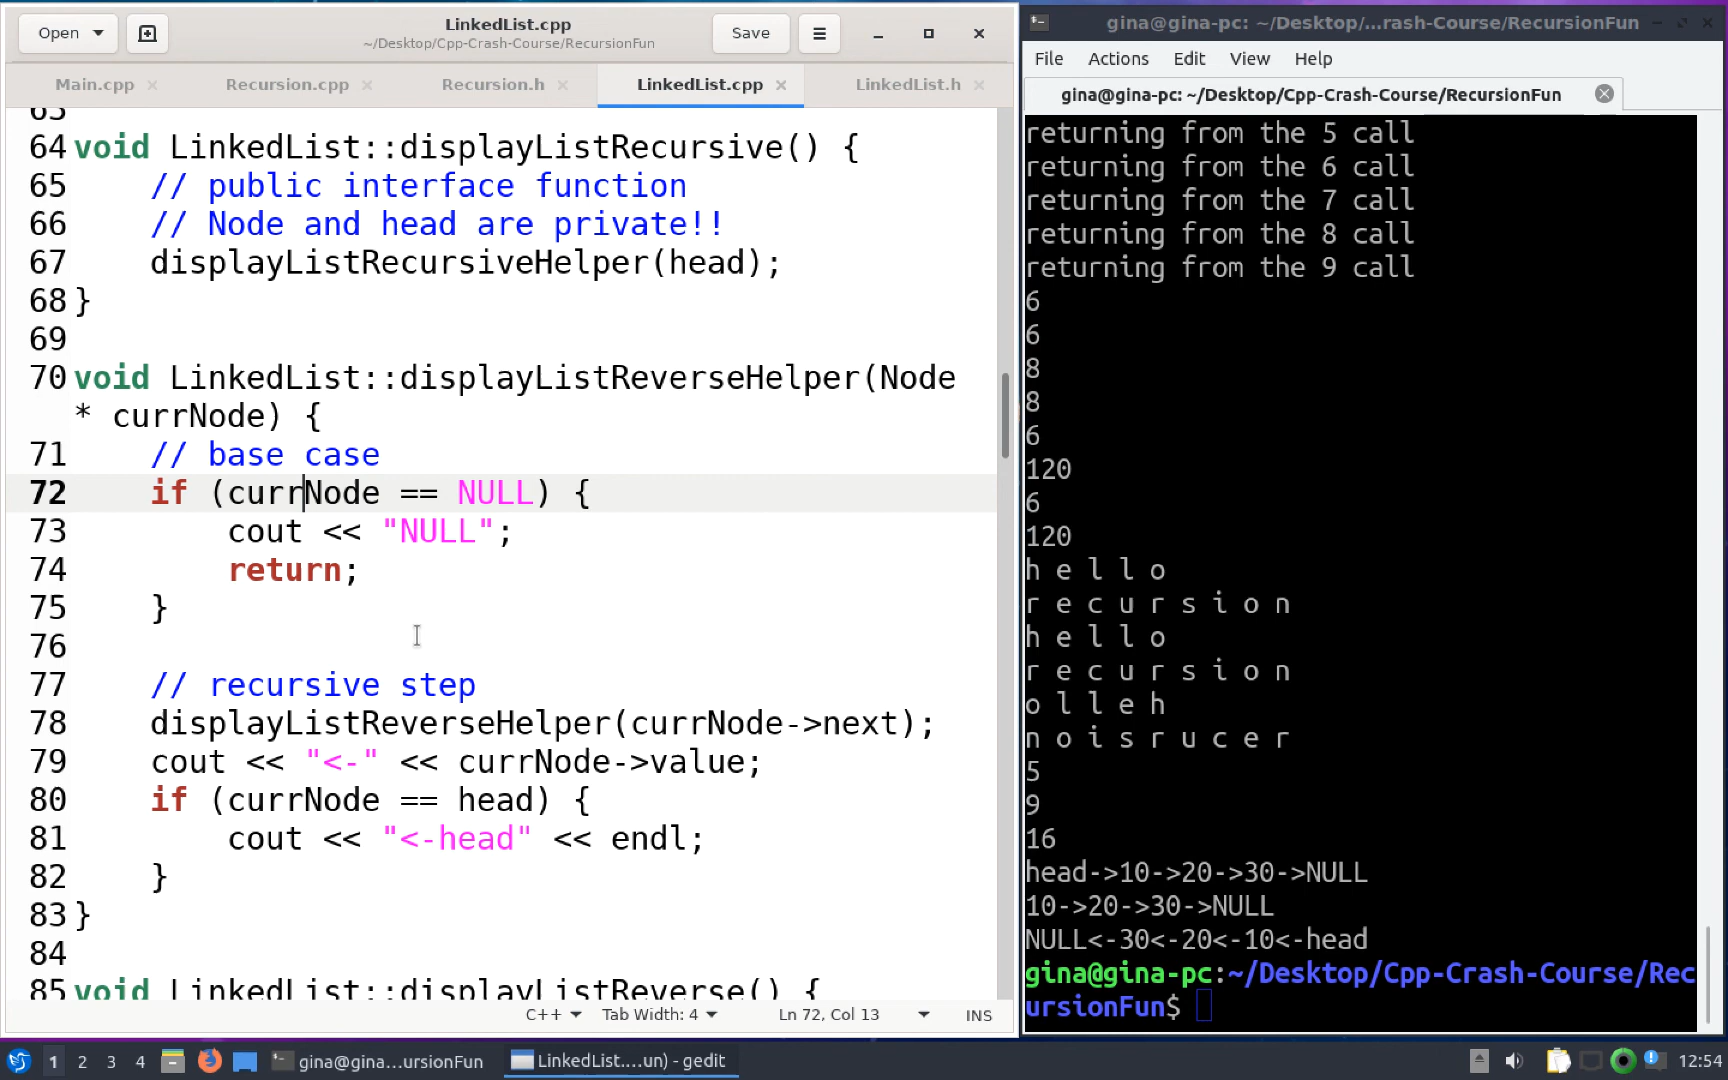 Open
LinkedList.cpp
~/Desktop/Cpp-Crash-Course/RecursionFun
Save
Main.cpp
Recursion.cpp
Recursion.h
LinkedList.cpp
LinkedList.h
63
64 void LinkedList::displayListRecursive() {
65     // public interface function
66     // Node and head are private!!
67     displayListRecursiveHelper(head);
68 }
69
70 void LinkedList::displayListReverseHelper(Node
* currNode) {
71     // base case
72     if (currNode == NULL) {
73         cout << "NULL";
74         return;
75     }
76
77     // recursive step
78     displayListReverseHelper(currNode->next);
79     cout << "<-" << currNode->value;
80     if (currNode == head) {
81         cout << "<-head" << endl;
82     }
83 }
84
85 void LinkedList::displayListReverse() {
C++
Tab Width: 4
Ln 72, Col 13
INS
gina@gina-pc: ~/Desktop/...rash-Course/RecursionFun
File Actions Edit View Help
gina@gina-pc: ~/Desktop/Cpp-Crash-Course/RecursionFun
returning from the 5 call
returning from the 6 call
returning from the 7 call
returning from the 8 call
returning from the 9 call
6
6
8
8
6
120
6
120
h e l l o
r e c u r s i o n
h e l l o
r e c u r s i o n
o l l e h
n o i s r u c e r
5
9
16
head->10->20->30->NULL
10->20->30->NULL
NULL<-30<-20<-10<-head
gina@gina-pc:~/Desktop/Cpp-Crash-Course/Rec
ursionFun$
1 2 3 4
gina@gina...ursionFun
LinkedList....un) - gedit
12:54